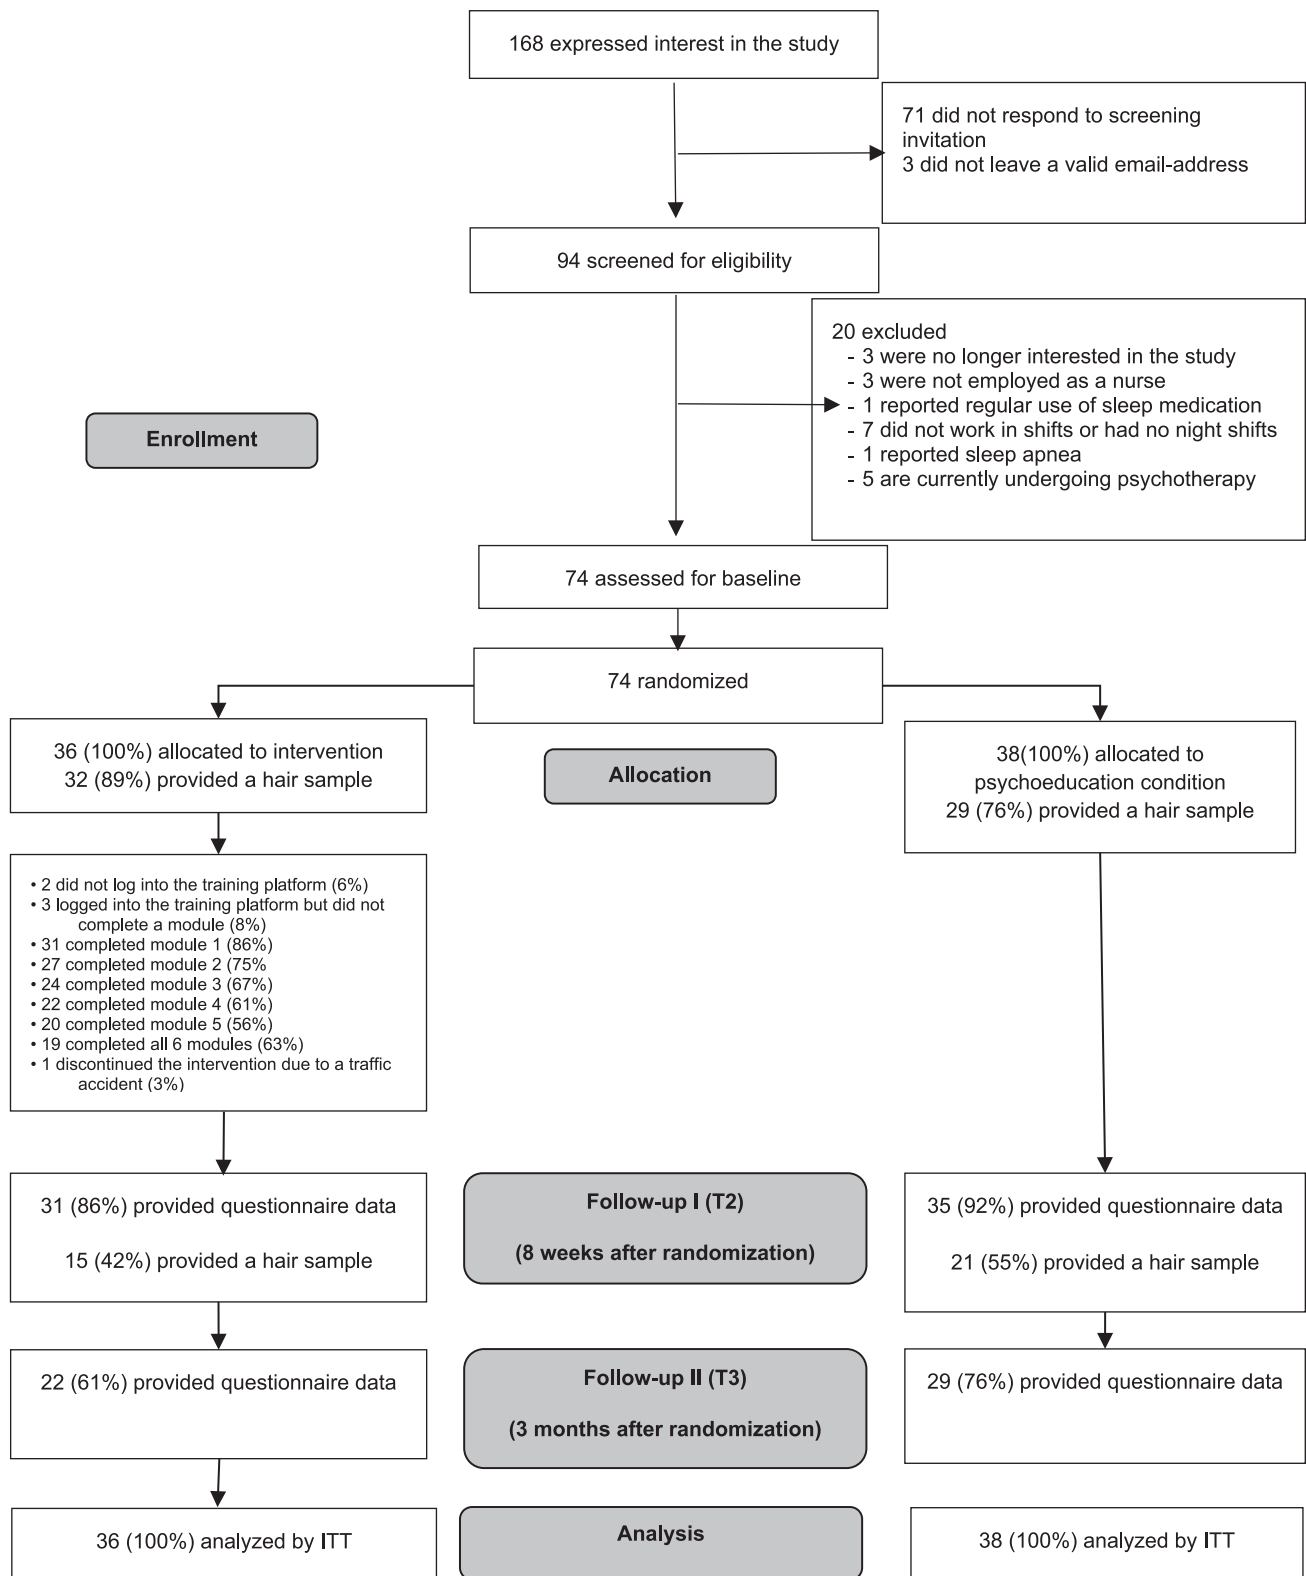 168 expressed interest in the study
71 did not respond to screening
invitation
3 did not leave a valid email-address
94 screened for eligibility
20 excluded
- 3 were no longer interested in the study
- 3 were not employed as a nurse
- 1 reported regular use of sleep medication
- 7 did not work in shifts or had no night shifts
- 1 reported sleep apnea
- 5 are currently undergoing psychotherapy
Enrollment
74 assessed for baseline
74 randomized
36 (100%) allocated to intervention
32 (89%) provided a hair sample
Allocation
38(100%) allocated to
psychoeducation condition
29 (76%) provided a hair sample
• 2 did not log into the training platform (6%)
• 3 logged into the training platform but did not
complete a module (8%)
• 31 completed module 1 (86%)
• 27 completed module 2 (75%
• 24 completed module 3 (67%)
• 22 completed module 4 (61%)
• 20 completed module 5 (56%)
• 19 completed all 6 modules (63%)
• 1 discontinued the intervention due to a traffic
accident (3%)
31 (86%) provided questionnaire data
15 (42%) provided a hair sample
Follow-up I (T2)
(8 weeks after randomization)
35 (92%) provided questionnaire data
21 (55%) provided a hair sample
22 (61%) provided questionnaire data
Follow-up II (T3)
(3 months after randomization)
29 (76%) provided questionnaire data
36 (100%) analyzed by ITT
Analysis
38 (100%) analyzed by ITT